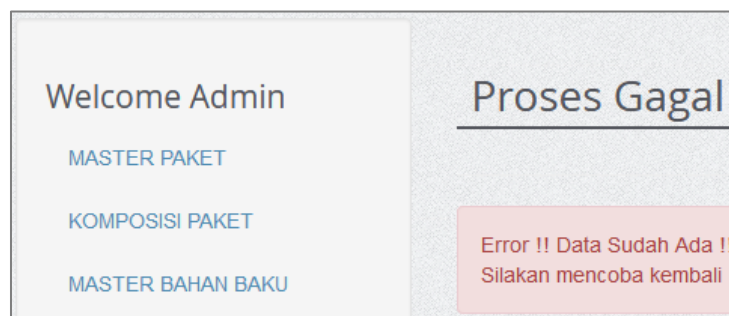 Welcome Admin
MASTER PAKET
KOMPOSISI PAKET
MASTER BAHAN BAKU
Proses Gagal
Error !! Data Sudah Ada !!
Silakan mencoba kembali